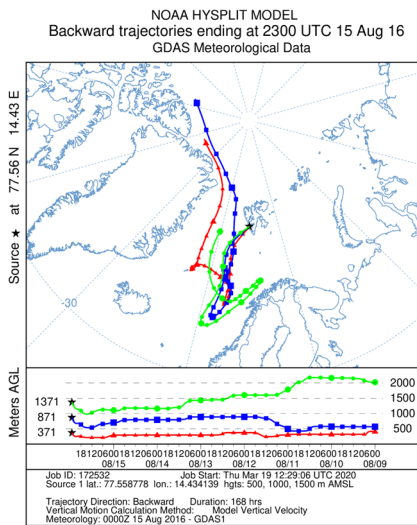 NOAA HYSPLIT MODEL
Backward trajectories ending at 2300 UTC 15 Aug 16
GDAS Meteorological Data
Source ★ at 77.56 N 14.43 E
-30
Meters AGL
1371
871
371
2000
1500
1000
500
18120600181206001812060018120600181206001812060018120600
08/15 08/14 08/13 08/12 08/11 08/10 08/09
Job ID: 172532 Job Start: Thu Mar 19 12:29:06 UTC 2020
Source 1 lat.: 77.558778 lon.: 14.434139 hgts: 500, 1000, 1500 m AMSL
Trajectory Direction: Backward Duration: 168 hrs
Vertical Motion Calculation Method: Model Vertical Velocity
Meteorology: 0000Z 15 Aug 2016 - GDAS1